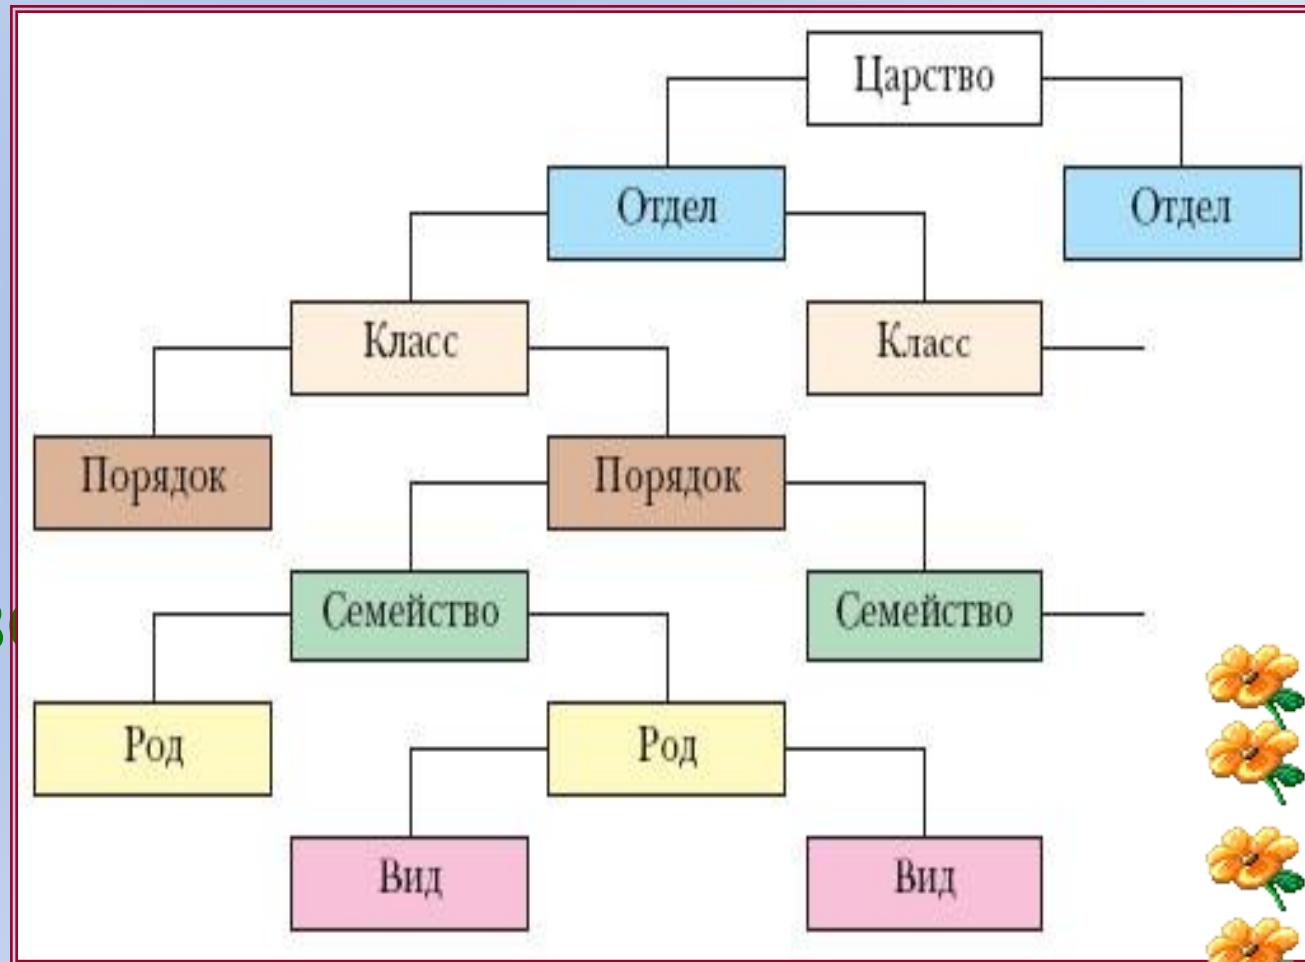 Царство
Отдел
Отдел
Класс
Класс
Порядок
Порядок
Семейство
Семейство
Род
Род
Вид
Вид